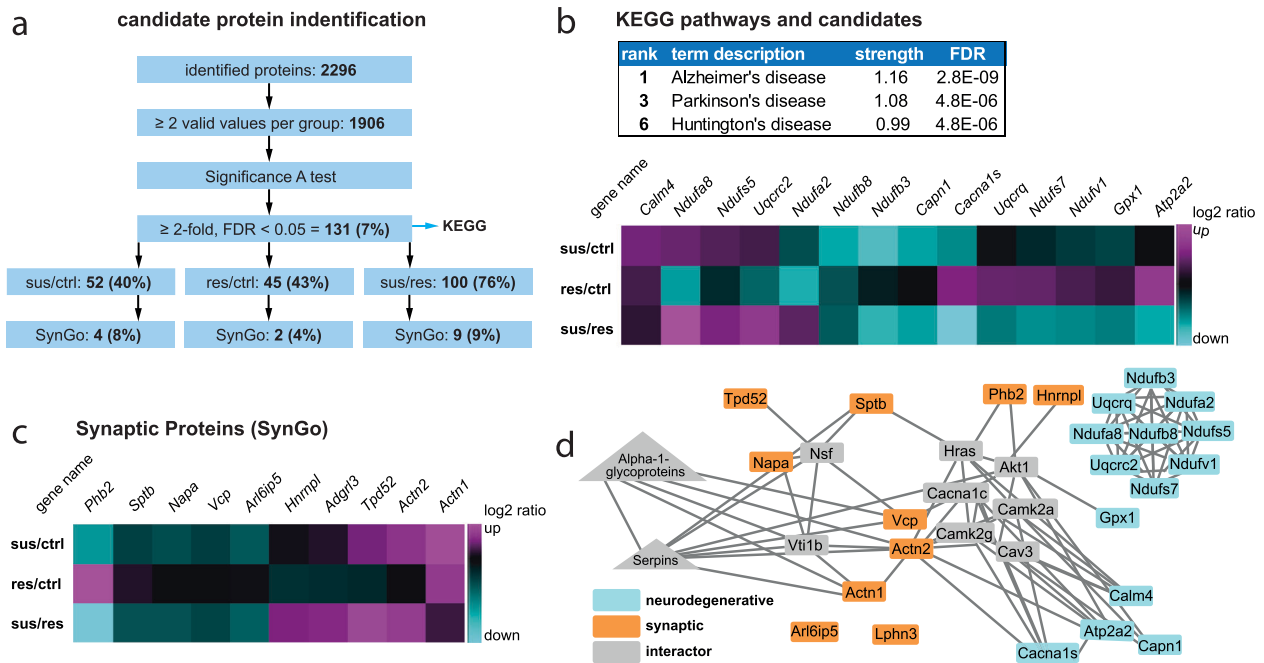 a
candidate protein indentification
identified proteins: 2296
≥ 2 valid values per group: 1906
Significance A test
≥ 2-fold, FDR < 0.05 = 131 (7%)
KEGG
sus/ctrl: 52 (40%)
res/ctrl: 45 (43%)
sus/res: 100 (76%)
SynGo: 4 (8%)
SynGo: 2 (4%)
SynGo: 9 (9%)
b
KEGG pathways and candidates
rank term description strength FDR
1 Alzheimer's disease 1.16 2.8E-09
3 Parkinson's disease 1.08 4.8E-06
6 Huntington's disease 0.99 4.8E-06
gene name
Calm4
Ndufa8
Ndufs5
Uqcrc2
Ndufa2
Ndufb8
Ndufb3
Capn1
Cacna1s
Uqcrq
Ndufs7
Ndufv1
Gpx1
Atp2a2
sus/ctrl
res/ctrl
sus/res
log2 ratio
up
down
c
Synaptic Proteins (SynGo)
gene name
Phb2
Sptb
Napa
Vcp
Arl6ip5
Hnrnpl
Adgrl3
Tpd52
Actn2
Actn1
sus/ctrl
res/ctrl
sus/res
log2 ratio
up
down
d
Tpd52
Sptb
Phb2
Hnrnpl
Ndufb3
Uqcrq
Ndufa2
Ndufa8
Ndufb8
Ndufs5
Uqcrc2
Ndufv1
Ndufs7
Alpha-1-
glycoproteins
Napa
Nsf
Hras
Akt1
Cacna1c
Camk2a
Gpx1
Vcp
Camk2g
Serpins
Vti1b
Actn2
Cav3
Actn1
Calm4
Arl6ip5
Lphn3
Atp2a2
Capn1
Cacna1s
neurodegenerative
synaptic
interactor